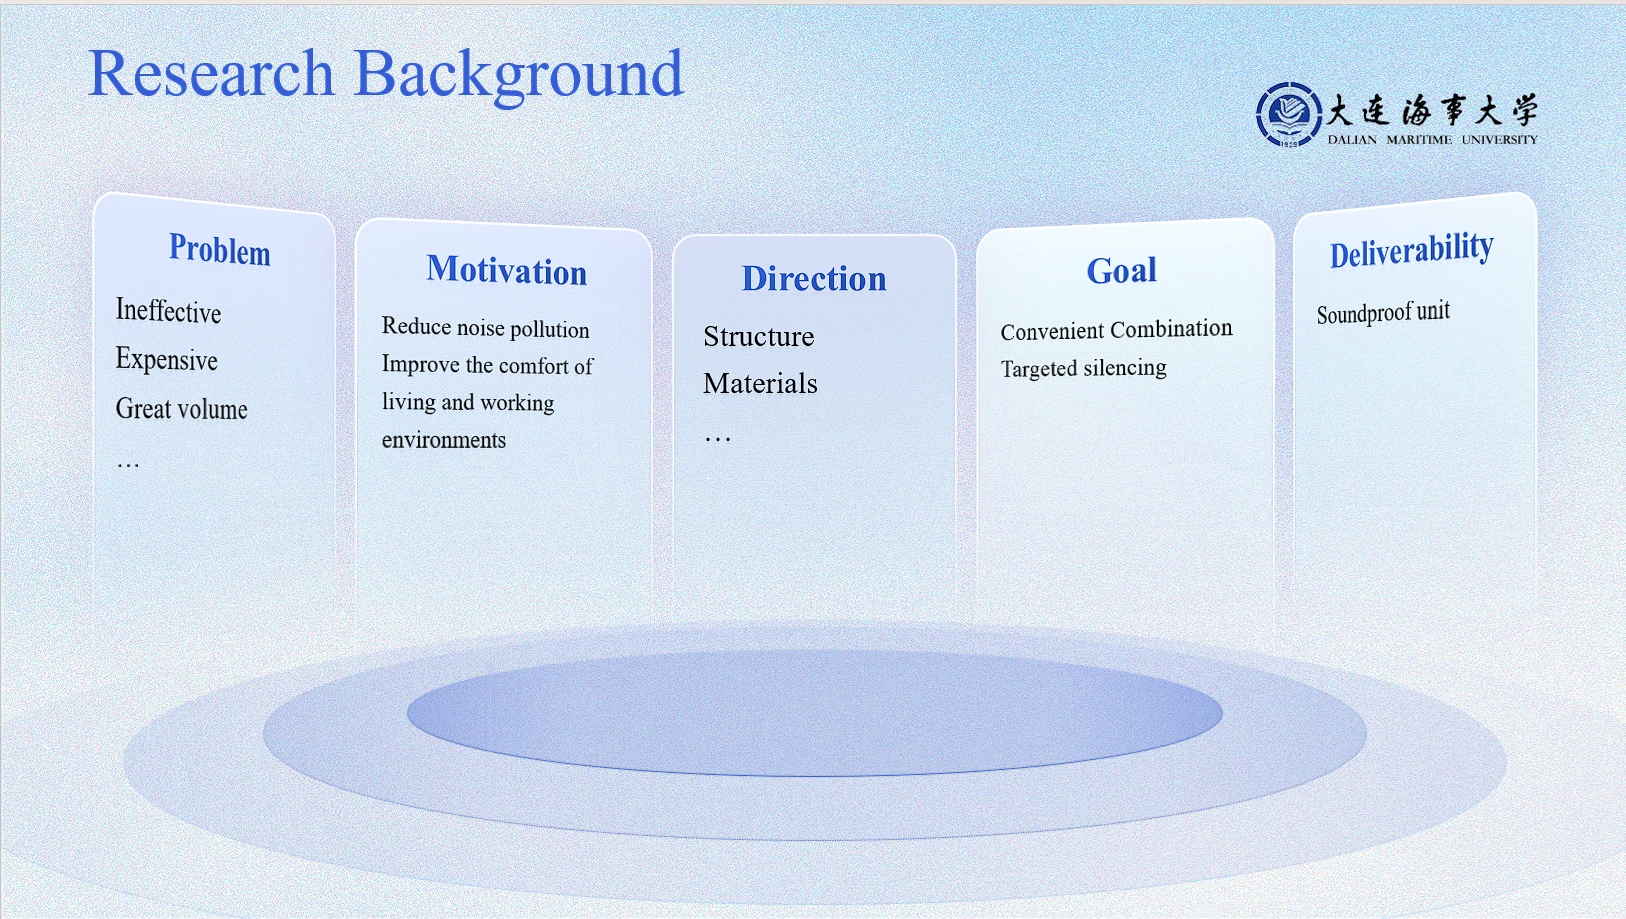 Research Background
大连海事大学
DALIAN MARITIME UNIVERSITY
1909
Problem
Ineffective
Expensive
Great volume
…
Motivation
Reduce noise pollution
Improve the comfort of
living and working
environments
Direction
Structure
Materials
…
Goal
Convenient Combination
Targeted silencing
Deliverability
Soundproof unit